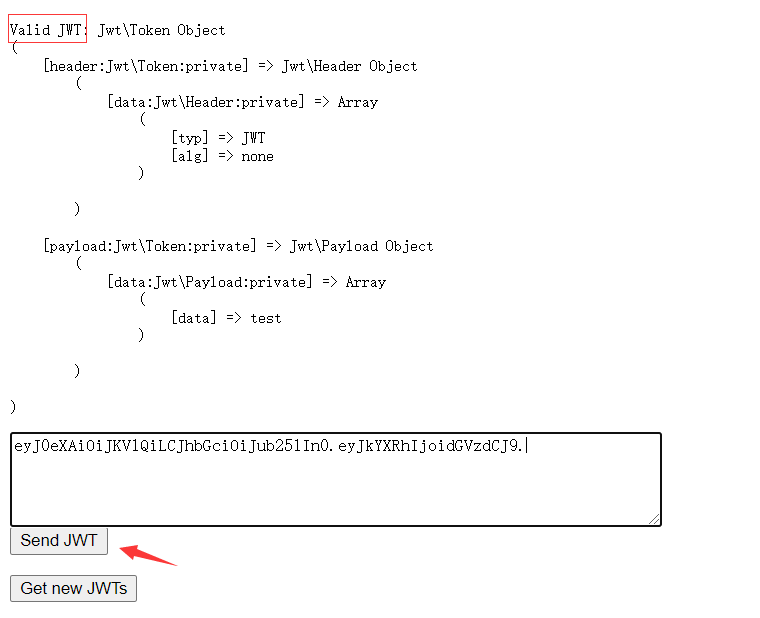 Valid JWT: Jwt\Token Object
(
    [header:Jwt\Token:private] => Jwt\Header Object
        (
            [data:Jwt\Header:private] => Array
                (
                    [typ] => JWT
                    [alg] => none
                )

        )

    [payload:Jwt\Token:private] => Jwt\Payload Object
        (
            [data:Jwt\Payload:private] => Array
                (
                    [data] => test
                )

        )

)
eyJ0eXAiOiJKV1QiLCJhbGciOiJub25lIn0.eyJkYXRhIjoidGVzdCJ9.
Send JWT
Get new JWTs